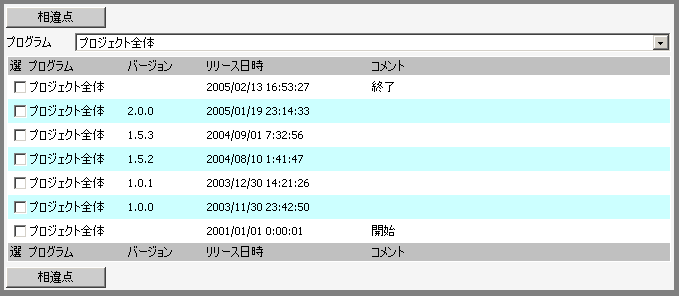 相違点
プログラム プロジェクト全体
選 プログラム バージョン リリース日時 コメント
プロジェクト全体 2005/02/13 16:53:27 終了
プロジェクト全体 2.0.0 2005/01/19 23:14:33
プロジェクト全体 1.5.3 2004/09/01 7:32:56
プロジェクト全体 1.5.2 2004/08/10 1:41:47
プロジェクト全体 1.0.1 2003/12/30 14:21:26
プロジェクト全体 1.0.0 2003/11/30 23:42:50
プロジェクト全体 2001/01/01 0:00:01 開始
選 プログラム バージョン リリース日時 コメント
相違点